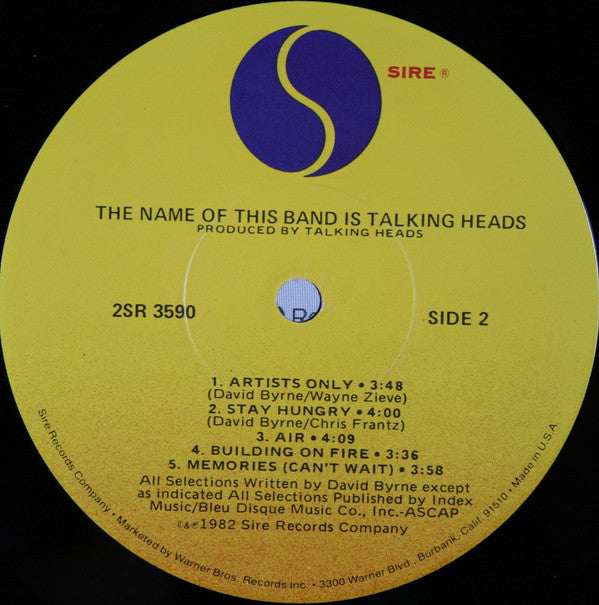 SIRE ®
THE NAME OF THIS BAND IS TALKING HEADS
PRODUCED BY TALKING HEADS
2SR 3590
SIDE 2
1. ARTISTS ONLY • 3:48
(David Byrne/Wayne Zieve)
2. STAY HUNGRY • 4:00
(David Byrne/Chris Frantz)
3. AIR • 4:09
4. BUILDING ON FIRE • 3:36
5. MEMORIES (CAN'T WAIT) • 3:58
All Selections Written by David Byrne except
as indicated All Selections Published by Index
Music/Bleu Disque Music Co., Inc.-ASCAP
©&℗1982 Sire Records Company
Sire Records Company • Marketed by Warner Bros. Records Inc. • 3300 Warner Blvd., Burbank, Calif. 91510 • Made in U.S.A.